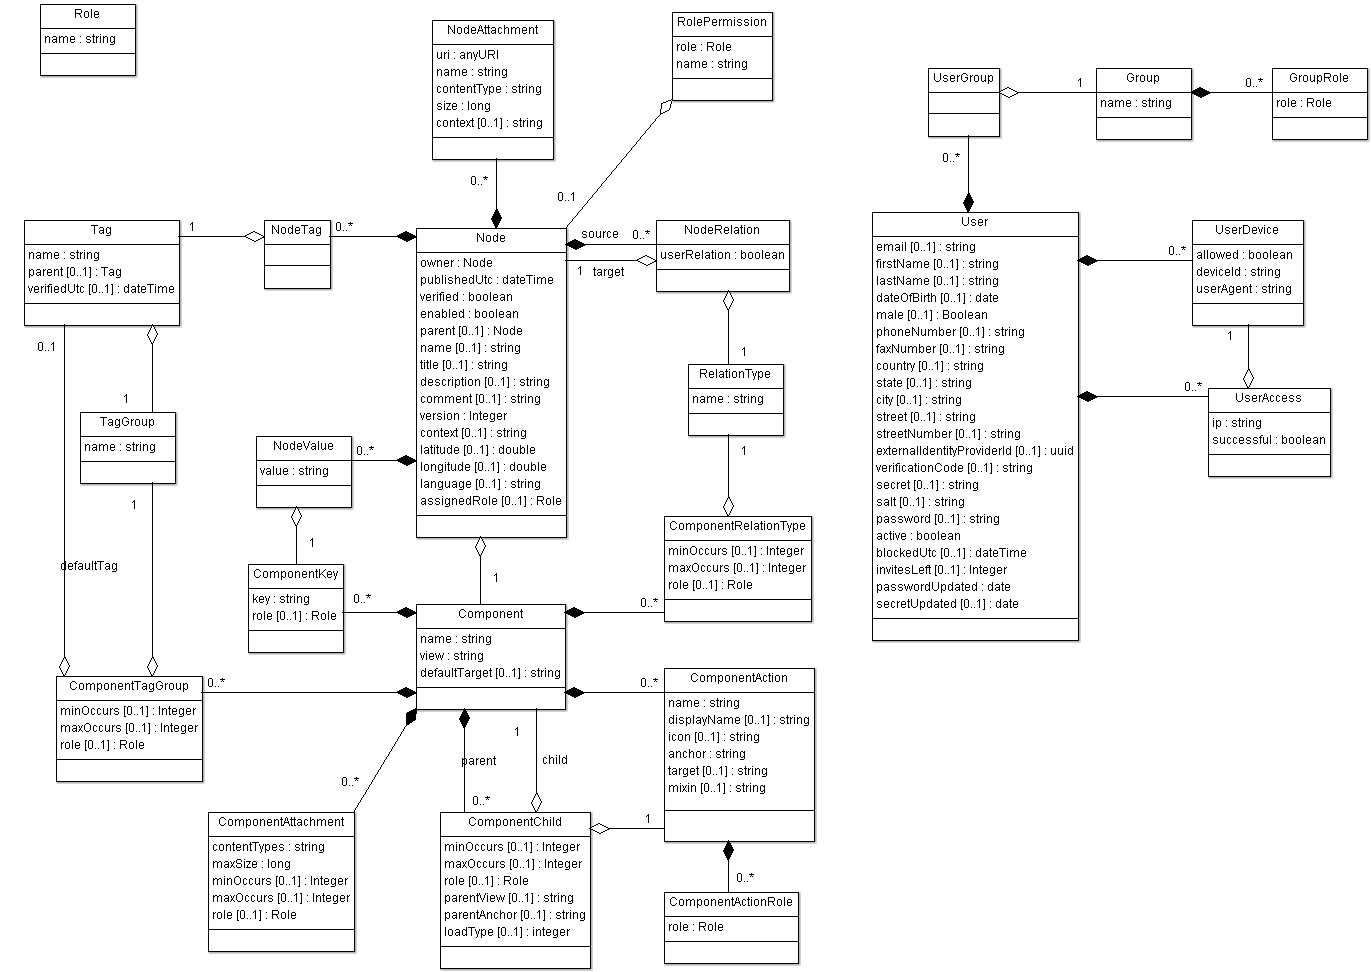 Role
name : string
NodeAttachment
uri : anyURI
name : string
contentType : string
size : long
context [0..1] : string
RolePermission
role : Role
name : string
UserGroup
1
Group
name : string
0..*
GroupRole
role : Role
0..*
0..1
0..*
Tag
name : string
parent [0..1] : Tag
verifiedUtc [0..1] : dateTime
1
NodeTag
0..*
Node
owner : Node
publishedUtc : dateTime
verified : boolean
enabled : boolean
parent [0..1] : Node
name [0..1] : string
title [0..1] : string
description [0..1] : string
comment [0..1] : string
version : Integer
context [0..1] : string
latitude [0..1] : double
longitude [0..1] : double
language [0..1] : string
assignedRole [0..1] : Role
source
0..*
1
target
NodeRelation
userRelation : boolean
1
RelationType
name : string
1
User
email [0..1] : string
firstName [0..1] : string
lastName [0..1] : string
dateOfBirth [0..1] : date
male [0..1] : Boolean
phoneNumber [0..1] : string
faxNumber [0..1] : string
country [0..1] : string
state [0..1] : string
city [0..1] : string
street [0..1] : string
streetNumber [0..1] : string
externalIdentityProviderId [0..1] : uuid
verificationCode [0..1] : string
secret [0..1] : string
salt [0..1] : string
password [0..1] : string
active : boolean
blockedUtc [0..1] : dateTime
invitesLeft [0..1] : Integer
passwordUpdated : date
secretUpdated [0..1] : date
0..*
UserDevice
allowed : boolean
deviceId : string
userAgent : string
1
0..*
UserAccess
ip : string
successful : boolean
0..1
1
TagGroup
name : string
1
defaultTag
NodeValue
value : string
0..*
1
ComponentKey
key : string
role [0..1] : Role
0..*
1
Component
name : string
view : string
defaultTarget [0..1] : string
ComponentRelationType
minOccurs [0..1] : Integer
maxOccurs [0..1] : Integer
role [0..1] : Role
0..*
ComponentTagGroup
minOccurs [0..1] : Integer
maxOccurs [0..1] : Integer
role [0..1] : Role
0..*
0..*
ComponentAction
name : string
displayName [0..1] : string
icon [0..1] : string
anchor : string
target [0..1] : string
mixin [0..1] : string
1
parent
child
0..*
0..*
ComponentAttachment
contentTypes : string
maxSize : long
minOccurs [0..1] : Integer
maxOccurs [0..1] : Integer
role [0..1] : Role
ComponentChild
minOccurs [0..1] : Integer
maxOccurs [0..1] : Integer
role [0..1] : Role
parentView [0..1] : string
parentAnchor [0..1] : string
loadType [0..1] : integer
1
0..*
ComponentActionRole
role : Role